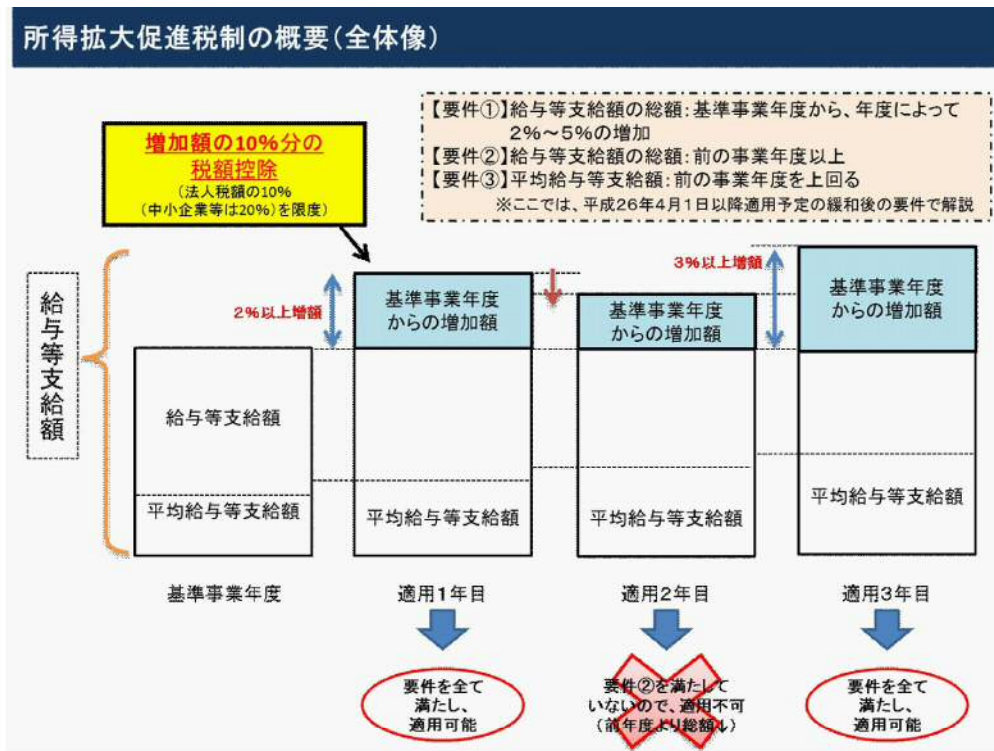 所得拡大促進税制の概要(全体像)
【要件①】給与等支給額の総額:基準事業年度から、年度によって
2%~5%の増加
【要件②】給与等支給額の総額:前の事業年度以上
【要件③】平均給与等支給額:前の事業年度を上回る
※ここでは、平成26年4月1日以降適用予定の緩和後の要件で解説
増加額の10%分の
税額控除
(法人税額の10%
(中小企業等は20%)を限度)
給与等支給額
2%以上増額
基準事業年度
からの増加額
基準事業年度
からの増加額
3%以上増額
基準事業年度
からの増加額
給与等支給額
平均給与等支給額
平均給与等支給額
平均給与等支給額
平均給与等支給額
基準事業年度
適用1年目
適用2年目
適用3年目
要件を全て
満たし、
適用可能
要件②を満たして
いないので、適用不可
(前年度より総額↓)
要件を全て
満たし、
適用可能